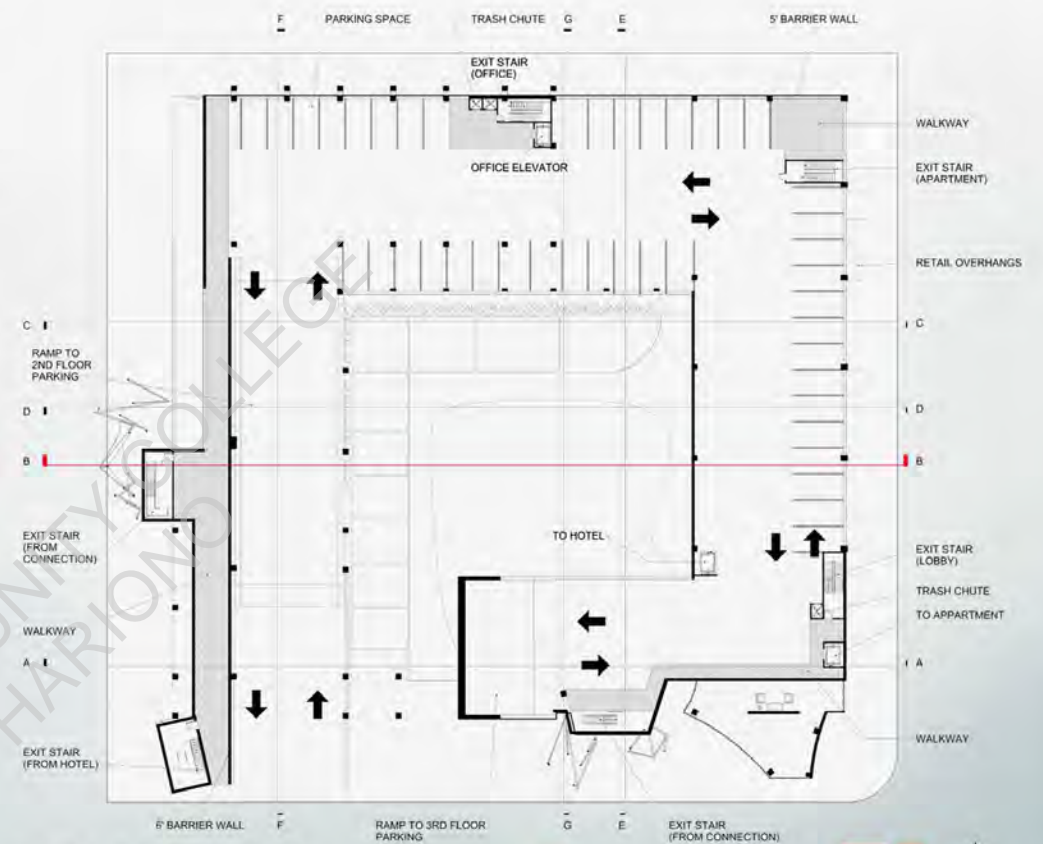 F
PARKING SPACE
TRASH CHUTE
G
E
5' BARRIER WALL
EXIT STAIR
(OFFICE)
WALKWAY
OFFICE ELEVATOR
EXIT STAIR
(APARTMENT)
RETAIL OVERHANGS
C
C
RAMP TO
2ND FLOOR
PARKING
D
D
B
B
EXIT STAIR
(FROM
CONNECTION)
TO HOTEL
EXIT STAIR
(LOBBY)
TRASH CHUTE
TO APPARTMENT
WALKWAY
A
A
WALKWAY
EXIT STAIR
(FROM HOTEL)
6' BARRIER WALL
F
RAMP TO 3RD FLOOR
PARKING
G
E
EXIT STAIR
(FROM CONNECTION)
COLLEGE
HARIONO